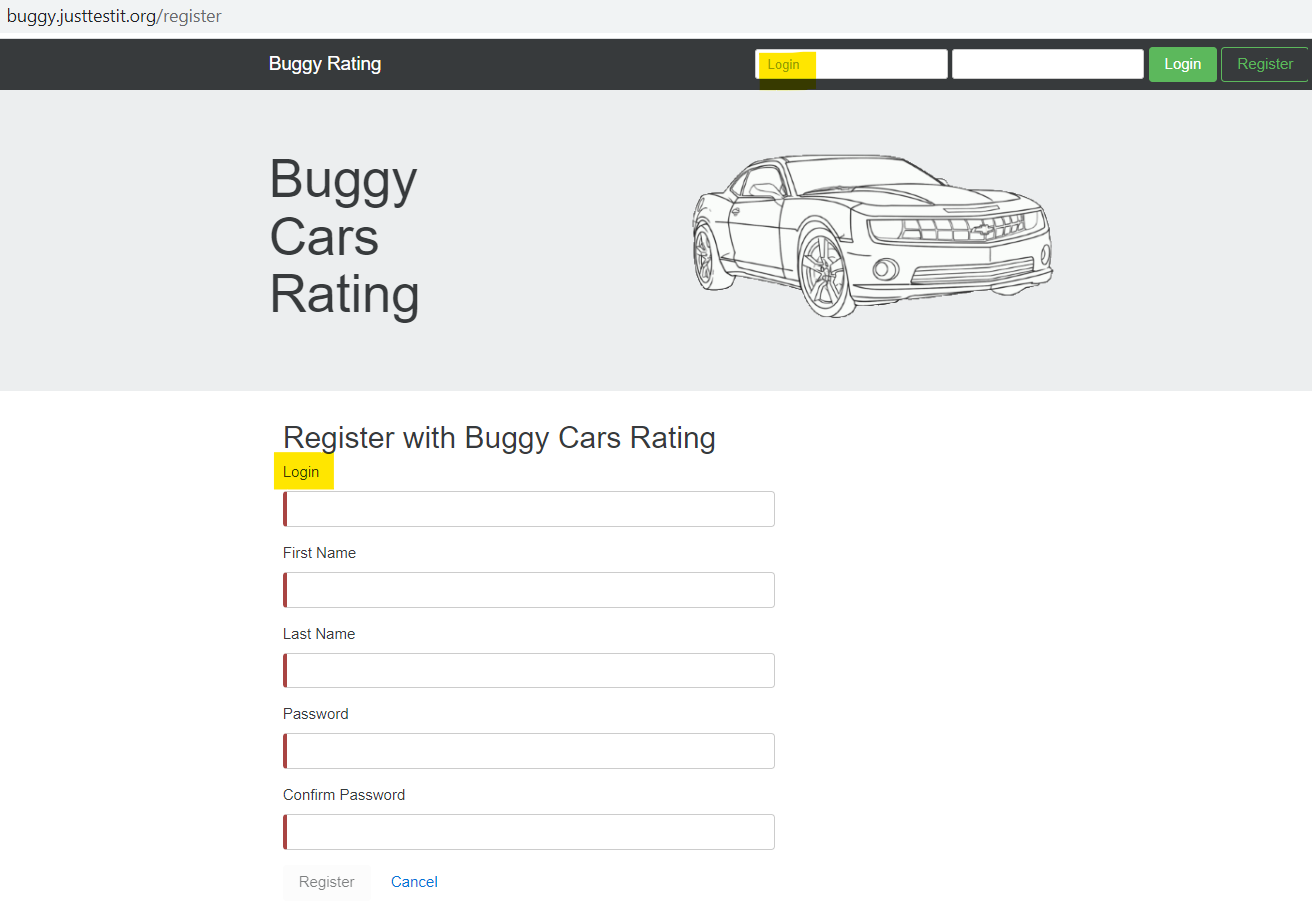 buggy.justtestit.org/register
Buggy Rating
Login
Login
Register
Buggy
Cars
Rating
Register with Buggy Cars Rating
Login
First Name
Last Name
Password
Confirm Password
Register
Cancel